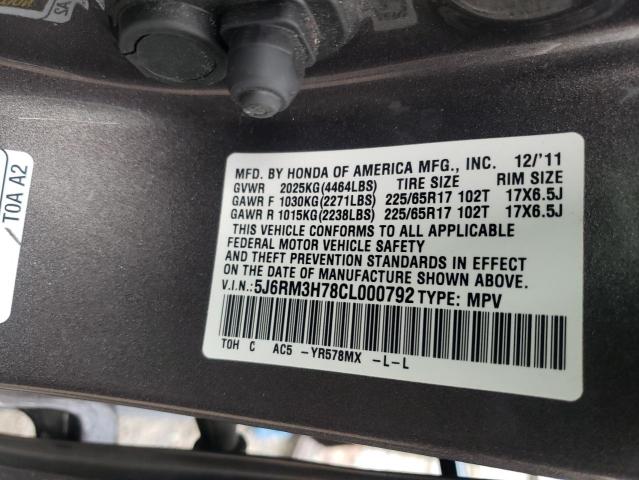 MFD. BY HONDA OF AMERICA MFG., INC. 12/'11
GVWR 2025KG(4464LBS) TIRE SIZE RIM SIZE
GAWR F 1030KG(2271LBS) 225/65R17 102T 17X6.5J
GAWR R 1015KG(2238LBS) 225/65R17 102T 17X6.5J
THIS VEHICLE CONFORMS TO ALL APPLICABLE
FEDERAL MOTOR VEHICLE SAFETY
AND THEFT PREVENTION STANDARDS IN EFFECT
ON THE DATE OF MANUFACTURE SHOWN ABOVE.
V.I.N.:5J6RM3H78CL000792 TYPE: MPV
TOH C AC5 -YR578MX -L-L
TOA A2